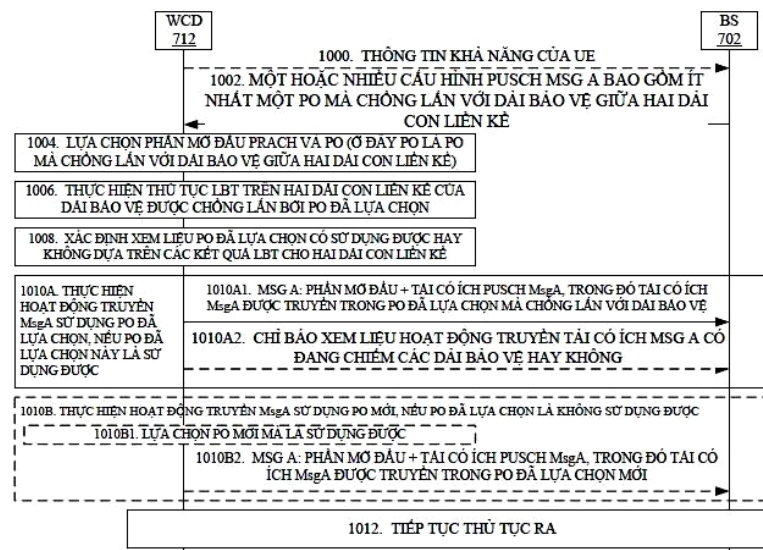 WCD
712
BS
702
1000. THÔNG TIN KHẢ NĂNG CỦA UE
1002. MỘT HOẶC NHIỀU CẤU HÌNH PUSCH MSG A BAO GỒM ÍT
NHẤT MỘT PO MÀ CHỒNG LẤN VỚI DẢI BẢO VỆ GIỮA HAI DẢI
CON LIỀN KỀ
1004. LỰA CHỌN PHẦN MỞ ĐẦU PRACH VÀ PO (Ở ĐÂY PO LÀ PO
MÀ CHỒNG LẤN VỚI DẢI BẢO VỆ GIỮA HAI DẢI CON LIỀN KỀ)
1006. THỰC HIỆN THỦ TỤC LBT TRÊN HAI DẢI CON LIỀN KỀ CỦA
DẢI BẢO VỆ ĐƯỢC CHỒNG LẤN BỞI PO ĐÃ LỰA CHỌN
1008. XÁC ĐỊNH XEM LIỆU PO ĐÃ LỰA CHỌN CÓ SỬ DỤNG ĐƯỢC HAY
KHÔNG DỰA TRÊN CÁC KẾT QUẢ LBT CHO HAI DẢI CON LIỀN KỀ
1010A. THỰC HIỆN
HOẠT ĐỘNG TRUYỀN
MsgA SỬ DỤNG PO ĐÃ
LỰA CHỌN, NẾU PO ĐÃ
LỰA CHỌN NÀY LÀ SỬ
DỤNG ĐƯỢC
1010A1. MSG A: PHẦN MỞ ĐẦU + TẢI CÓ ÍCH PUSCH MsgA, TRONG ĐÓ TẢI CÓ ÍCH
MsgA ĐƯỢC TRUYỀN TRONG PO ĐÃ LỰA CHỌN MÀ CHỒNG LẤN VỚI DẢI BẢO VỆ
1010A2. CHỈ BÁO XEM LIỆU HOẠT ĐỘNG TRUYỀN TẢI CÓ ÍCH MSG A CÓ
ĐANG CHIẾM CÁC DẢI BẢO VỆ HAY KHÔNG
1010B. THỰC HIỆN HOẠT ĐỘNG TRUYỀN MsgA SỬ DỤNG PO MỚI, NẾU PO ĐÃ LỰA CHỌN LÀ KHÔNG SỬ DỤNG ĐƯỢC
1010B1. LỰA CHỌN PO MỚI MÀ LÀ SỬ DỤNG ĐƯỢC
1010B2. MSG A: PHẦN MỞ ĐẦU + TẢI CÓ ÍCH PUSCH MsgA, TRONG ĐÓ TẢI CÓ
ÍCH MsgA ĐƯỢC TRUYỀN TRONG PO ĐÃ LỰA CHỌN MỚI
1012. TIẾP TỤC THỦ TỤC RA